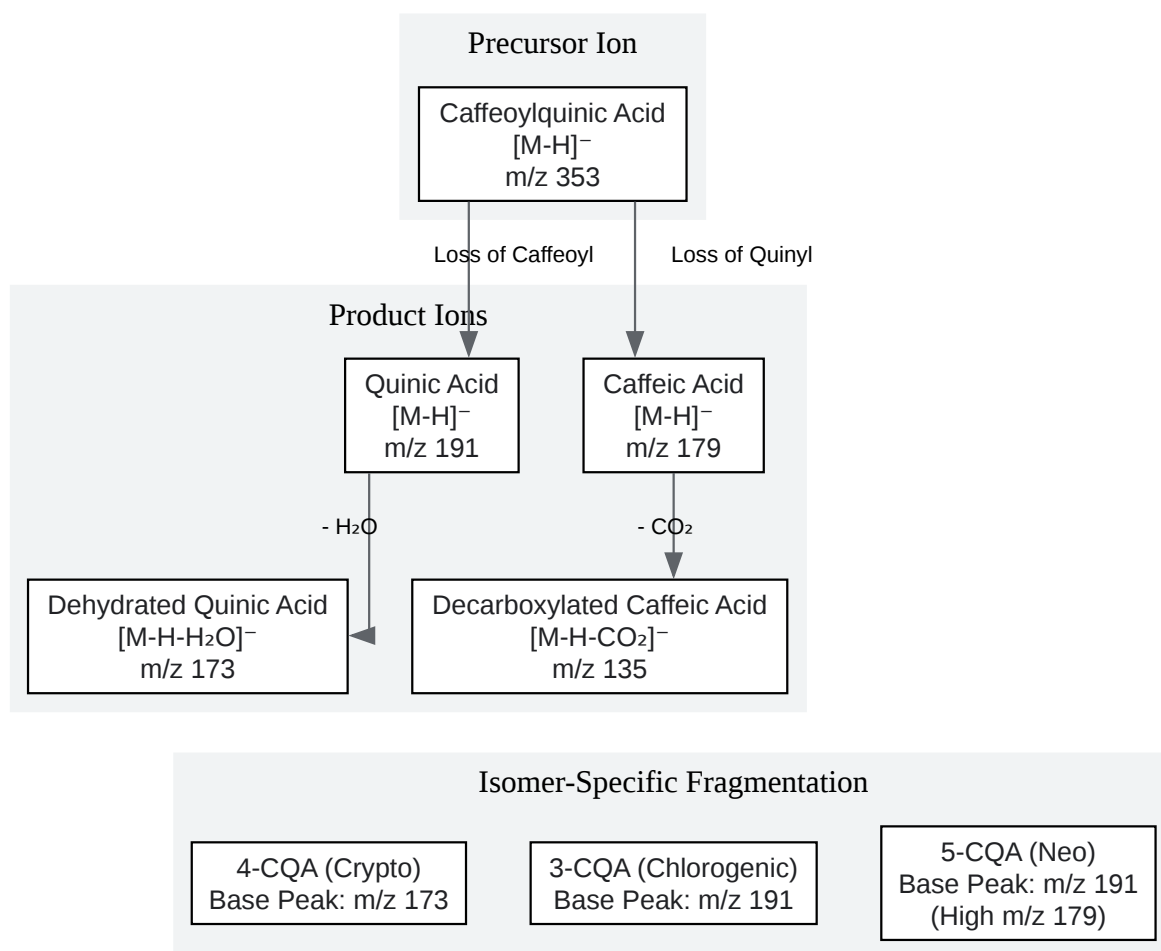 Precursor Ion
Caffeoylquinic Acid
[M-H]⁻
m/z 353
Loss of Caffeoyl
Loss of Quinyl
Product Ions
Quinic Acid
[M-H]⁻
m/z 191
Caffeic Acid
[M-H]⁻
m/z 179
- H₂O
- CO₂
Dehydrated Quinic Acid
[M-H-H₂O]⁻
m/z 173
Decarboxylated Caffeic Acid
[M-H-CO₂]⁻
m/z 135
Isomer-Specific Fragmentation
4-CQA (Crypto)
Base Peak: m/z 173
3-CQA (Chlorogenic)
Base Peak: m/z 191
5-CQA (Neo)
Base Peak: m/z 191
(High m/z 179)